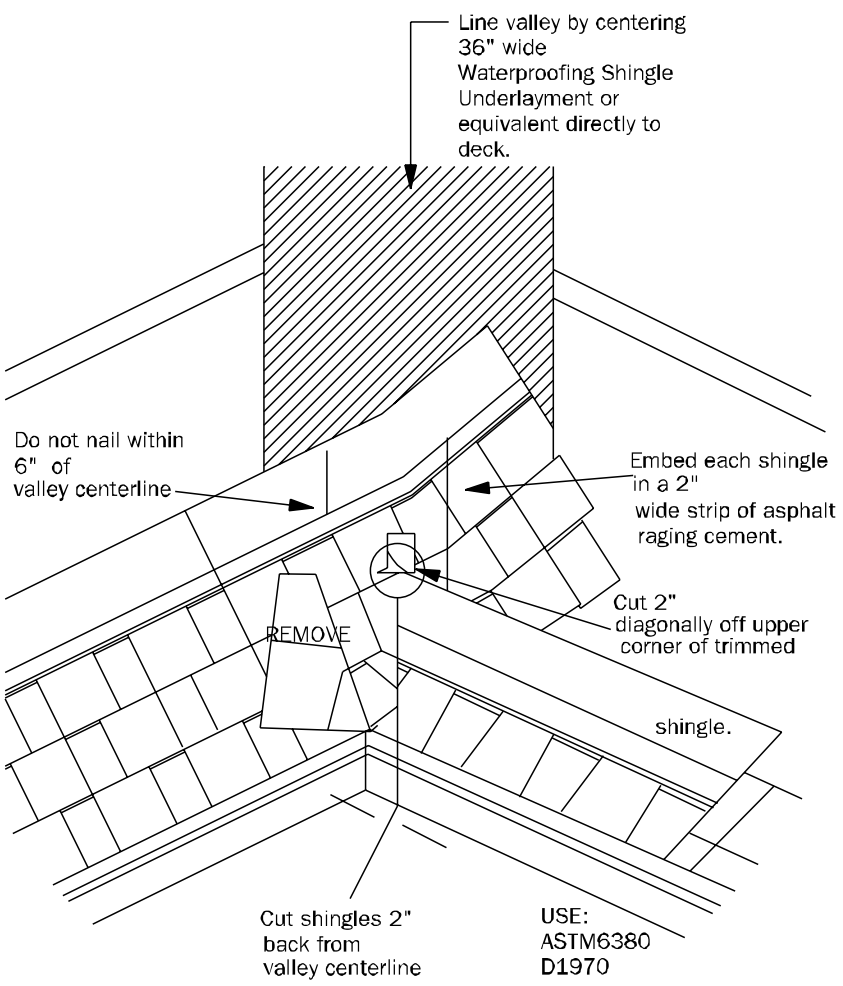 Line valley by centering
36" wide
Waterproofing Shingle
Underlayment or
equivalent directly to
deck.
Do not nail within
6" of
valley centerline
Embed each shingle
in a 2"
wide strip of asphalt
raging cement.
Cut 2"
diagonally off upper
corner of trimmed
shingle.
REMOVE
Cut shingles 2"
back from
valley centerline
USE:
ASTM6380
D1970